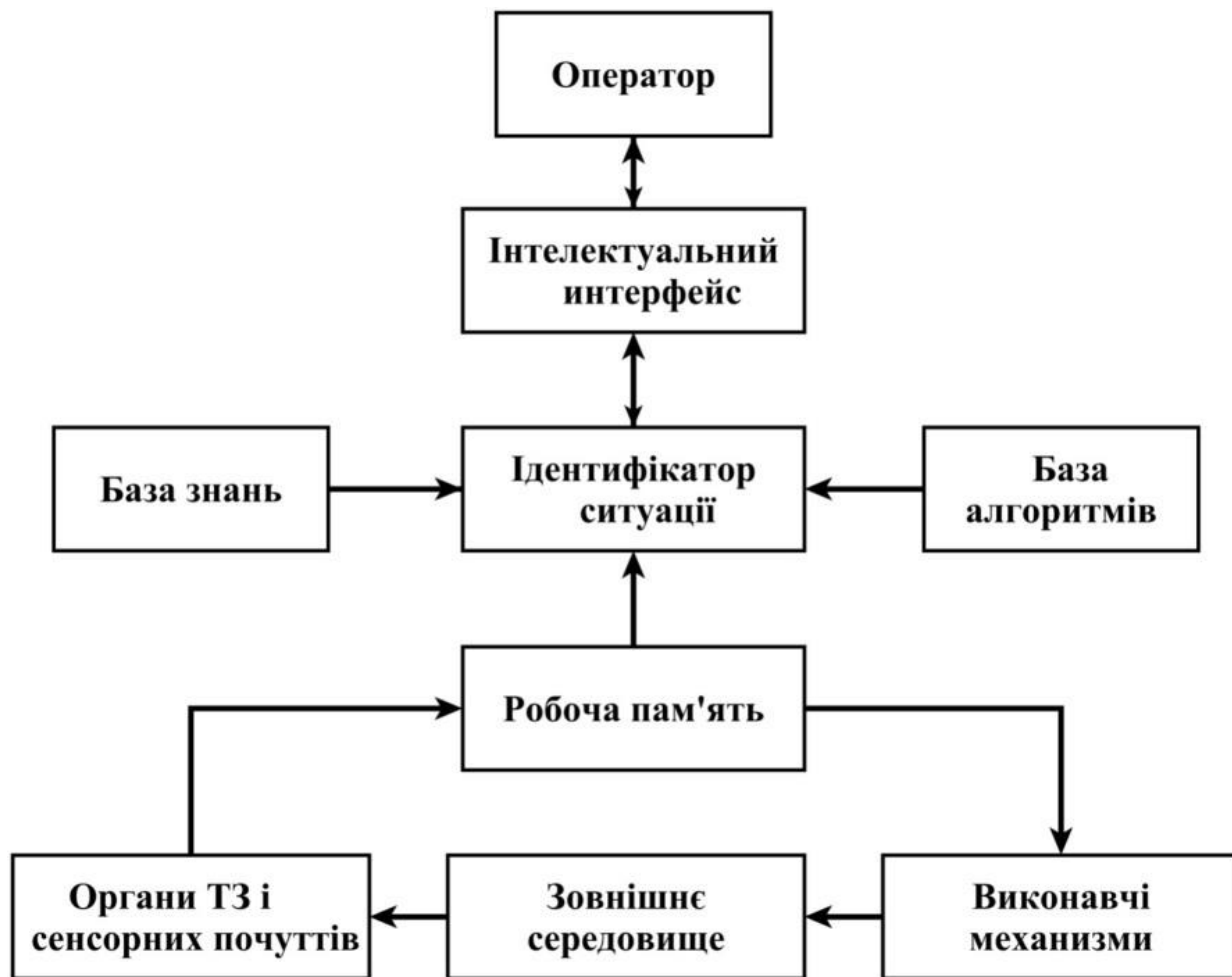 Оператор
Інтелектуальний
интерфейс
База знань
Ідентифікатор
ситуації
База
алгоритмів
Робоча пам'ять
Органи ТЗ і
сенсорних почуттів
Зовнішнє
середовище
Виконавчі
механизми